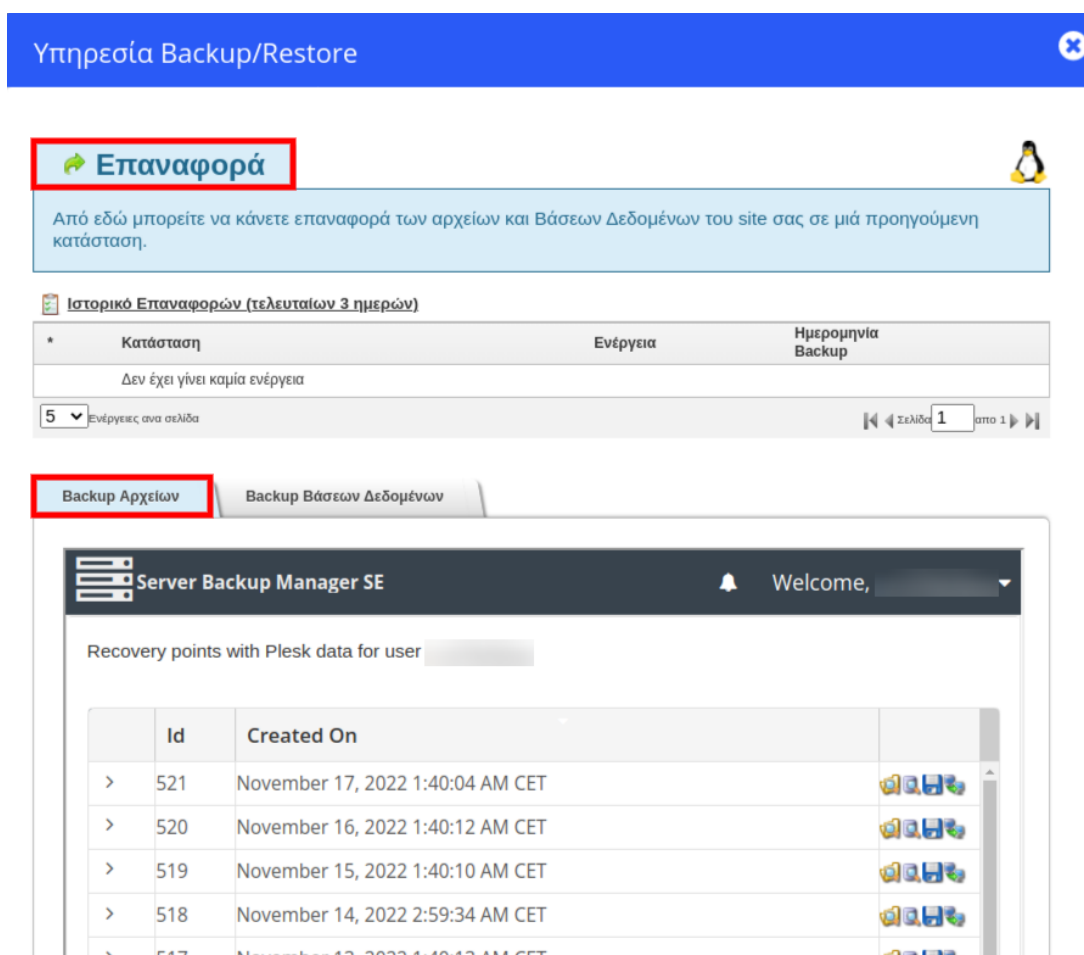 Υπηρεσία Backup/Restore
Επαναφορά
Από εδώ μπορείτε να κάνετε επαναφορά των αρχείων και Βάσεων Δεδομένων του site σας σε μιά προηγούμενη
κατάσταση.
Ιστορικό Επαναφορών (τελευταίων 3 ημερών)
* Κατάσταση Ενέργεια Ημερομηνία
Backup
Δεν έχει γίνει καμία ενέργεια
5 Ενέργειες ανα σελίδα Σελίδα 1 απο 1
Backup Αρχείων Backup Βάσεων Δεδομένων
Server Backup Manager SE Welcome,
Recovery points with Plesk data for user
Id Created On
521 November 17, 2022 1:40:04 AM CET
520 November 16, 2022 1:40:12 AM CET
519 November 15, 2022 1:40:10 AM CET
518 November 14, 2022 2:59:34 AM CET